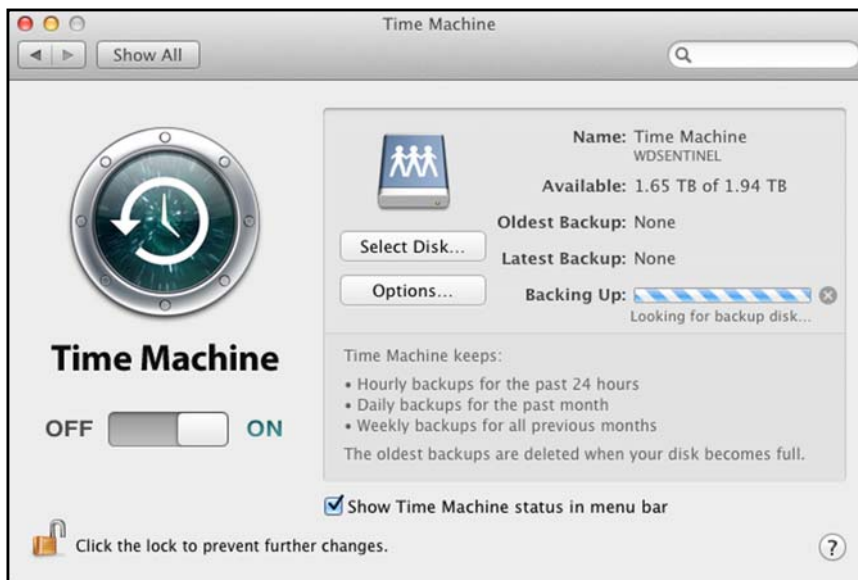 Time Machine
Show All
Name: Time Machine
WDSENTINEL
Available: 1.65 TB of 1.94 TB
Oldest Backup: None
Select Disk...
Latest Backup: None
Options...
Backing Up:
Looking for backup disk...
Time Machine
OFF ON
Time Machine keeps:
• Hourly backups for the past 24 hours
• Daily backups for the past month
• Weekly backups for all previous months
The oldest backups are deleted when your disk becomes full.
Show Time Machine status in menu bar
Click the lock to prevent further changes.
?